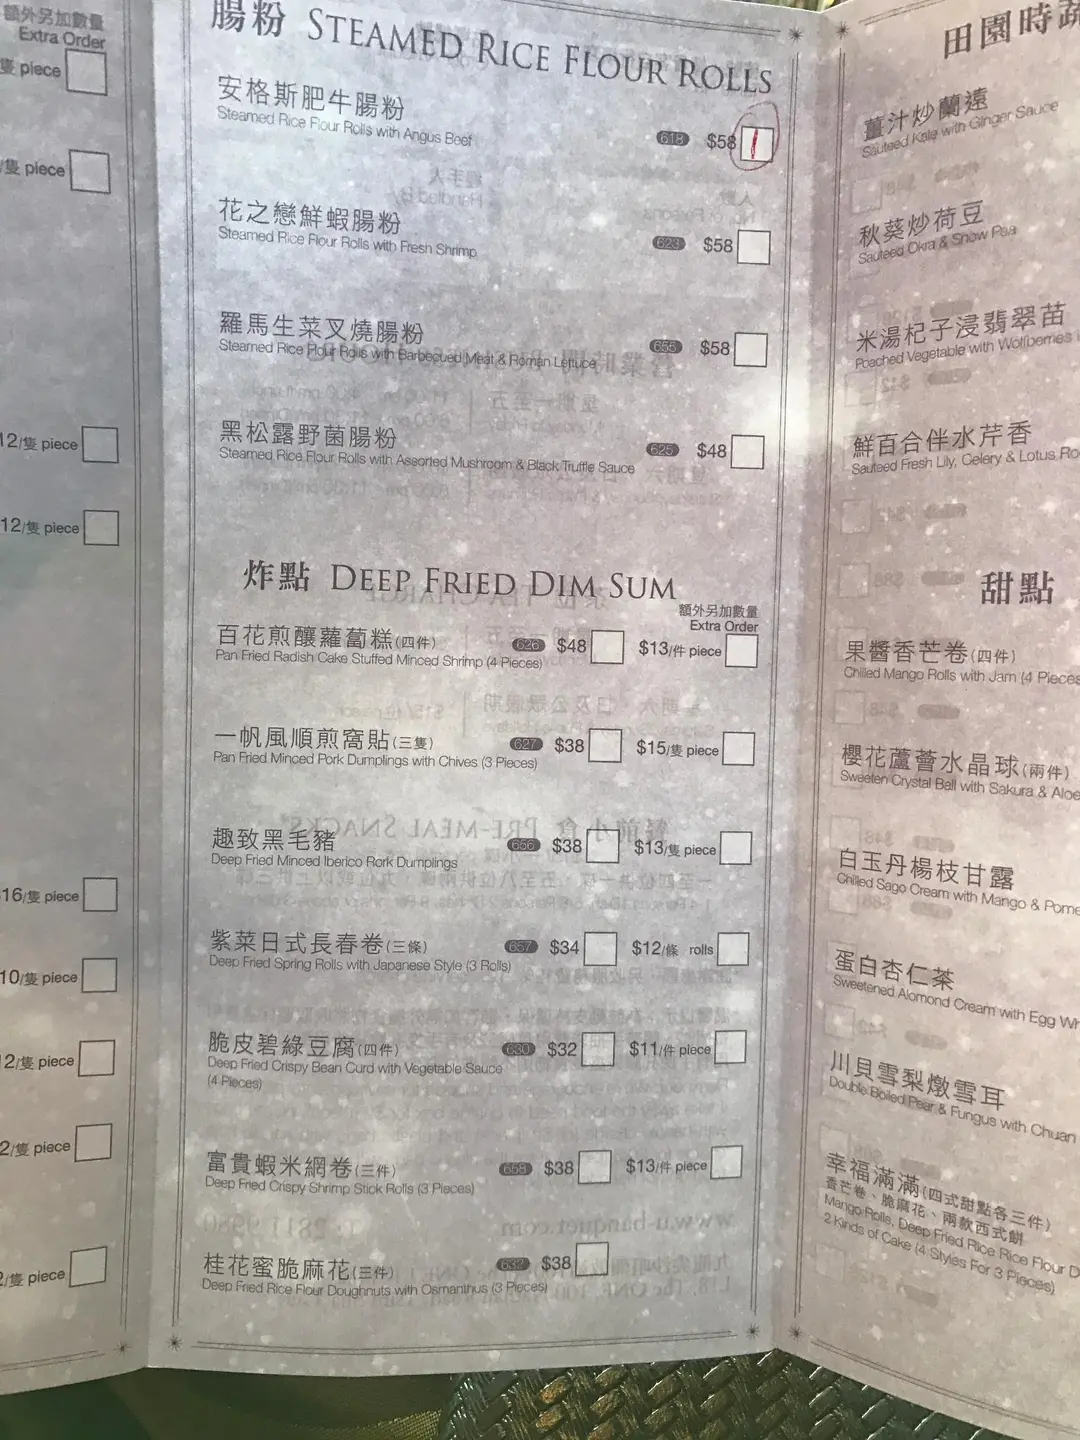 額外另加數量
Extra Order
隻 piece
/隻 piece
12/隻 piece
12/隻 piece
16/隻 piece
10/隻 piece
2/隻 piece
2/隻 piece
2/隻 piece
腸粉 STEAMED RICE FLOUR ROLLS
安格斯肥牛腸粉
Steamed Rice Flour Rolls with Angus Beef
618 $58 1
花之戀鮮蝦腸粉
Steamed Rice Flour Rolls with Fresh Shrimp
623 $58
羅馬生菜叉燒腸粉
Steamed Rice Flour Rolls with Barbecued Meat & Roman Lettuce
655 $58
黑松露野菌腸粉
Steamed Rice Flour Rolls with Assorted Mushroom & Black Truffle Sauce
625 $48
炸點 DEEP FRIED DIM SUM
額外另加數量
Extra Order
百花煎釀蘿蔔糕(四件)
626 $48 $13/件 piece
Pan Fried Radish Cake Stuffed Minced Shrimp (4 Pieces)
一帆風順煎窩貼(三隻)
627 $38 $15/隻 piece
Pan Fried Minced Pork Dumplings with Chives (3 Pieces)
趣致黑毛豬
656 $38 $13/隻 piece
Deep Fried Minced Iberico Rork Dumplings
紫菜日式長春卷(三條)
657 $34 $12/條 rolls
Deep Fried Spring Rolls with Japanese Style (3 Rolls)
脆皮碧綠豆腐(四件)
630 $32 $11/件 piece
Deep Fried Crispy Bean Curd with Vegetable Sauce
(4 Pieces)
富貴蝦米網卷(三件)
658 $38 $13/件 piece
Deep Fried Crispy Shrimp Stick Rolls (3 Pieces)
桂花蜜脆麻花(三件)
632 $38
Deep Fried Rice Flour Doughnuts with Osmanthus (3 Pieces)
田園時蔬
薑汁炒蘭遠
Sauteed Kale with Ginger Sauce
秋葵炒荷豆
Sauteed Okra & Snow Pea
米湯杞子浸翡翠苗
Poached Vegetable with Wolfberries
鮮百合伴水芹香
Sauteed Fresh Lily, Celery & Lotus
甜點
果醬香芒卷(四件)
Chilled Mango Rolls with Jam (4 Pieces
櫻花蘆薈水晶球(兩件)
Sweeten Crystal Ball with Sakura & Aloe
白玉丹楊枝甘露
Chilled Sago Cream with Mango &
蛋白杏仁茶
Sweetened Alomond Cream with Egg
川貝雪梨燉雪耳
Double Boiled Pear & Fungus with Chuan
幸福滿滿(四式甜點各三件)
香芒卷、脆麻花、兩款西式餅
Mango Rolls, Deep Fried Rice Rice Flour
2 Kinds of Cake (4 Styles For 3 Pieces)